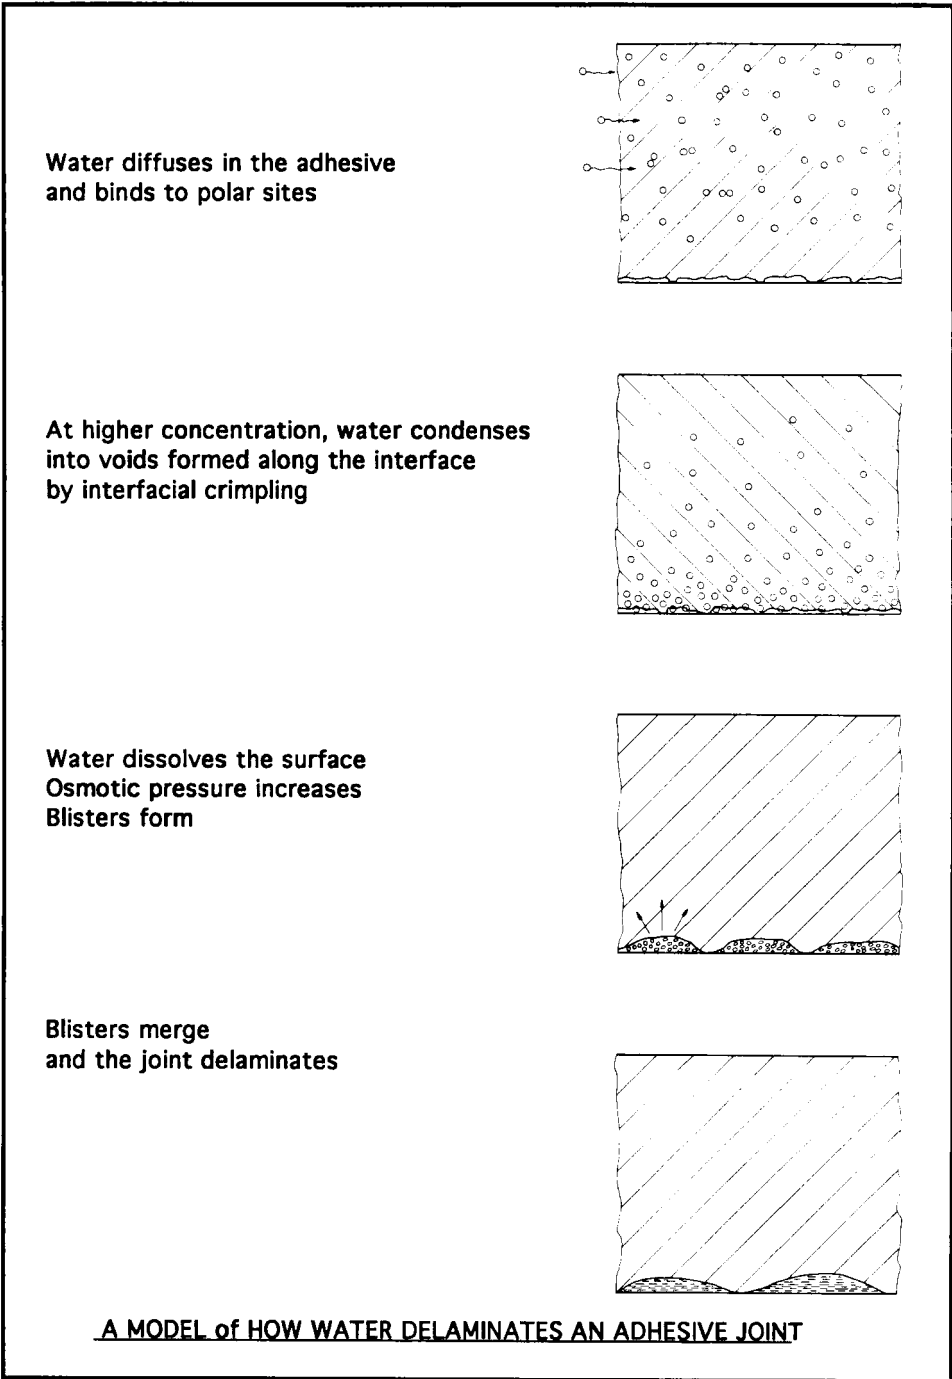 Water diffuses in the adhesive
and binds to polar sites
At higher concentration, water condenses
into voids formed along the interface
by interfacial crimpling
Water dissolves the surface
Osmotic pressure increases
Blisters form
Blisters merge
and the joint delaminates
A MODEL of HOW WATER DELAMINATES AN ADHESIVE JOINT